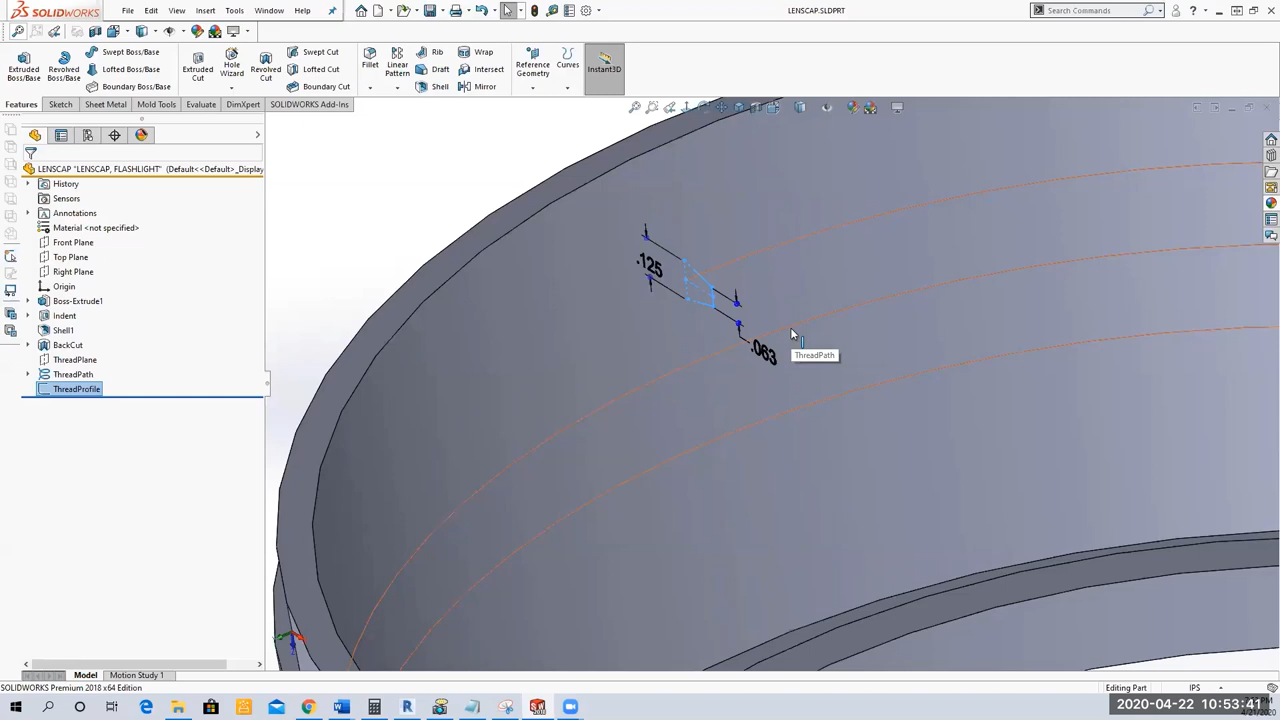 SOLIDWORKS File Edit View Insert Tools Window Help LENSCAP.SLDPRT Search Commands
Extruded Boss/Base
Revolved Boss/Base
Swept Boss/Base
Lofted Boss/Base
Boundary Boss/Base
Extruded Cut
Hole Wizard
Revolved Cut
Swept Cut
Lofted Cut
Boundary Cut
Fillet
Linear Pattern
Rib
Draft
Shell
Wrap
Intersect
Mirror
Reference Geometry
Curves
Instant3D
Features Sketch Sheet Metal Mold Tools Evaluate DimXpert SOLIDWORKS Add-Ins
LENSCAP "LENSCAP, FLASHLIGHT" (Default<<Default>_Display
History
Sensors
Annotations
Material <not specified>
Front Plane
Top Plane
Right Plane
Origin
Boss-Extrude1
Indent
Shell1
BackCut
ThreadPlane
ThreadPath
ThreadProfile
.125
.063
ThreadPath
Model Motion Study 1
SOLIDWORKS Premium 2018 x64 Edition Editing Part IPS
2020-04-22 10:53:41